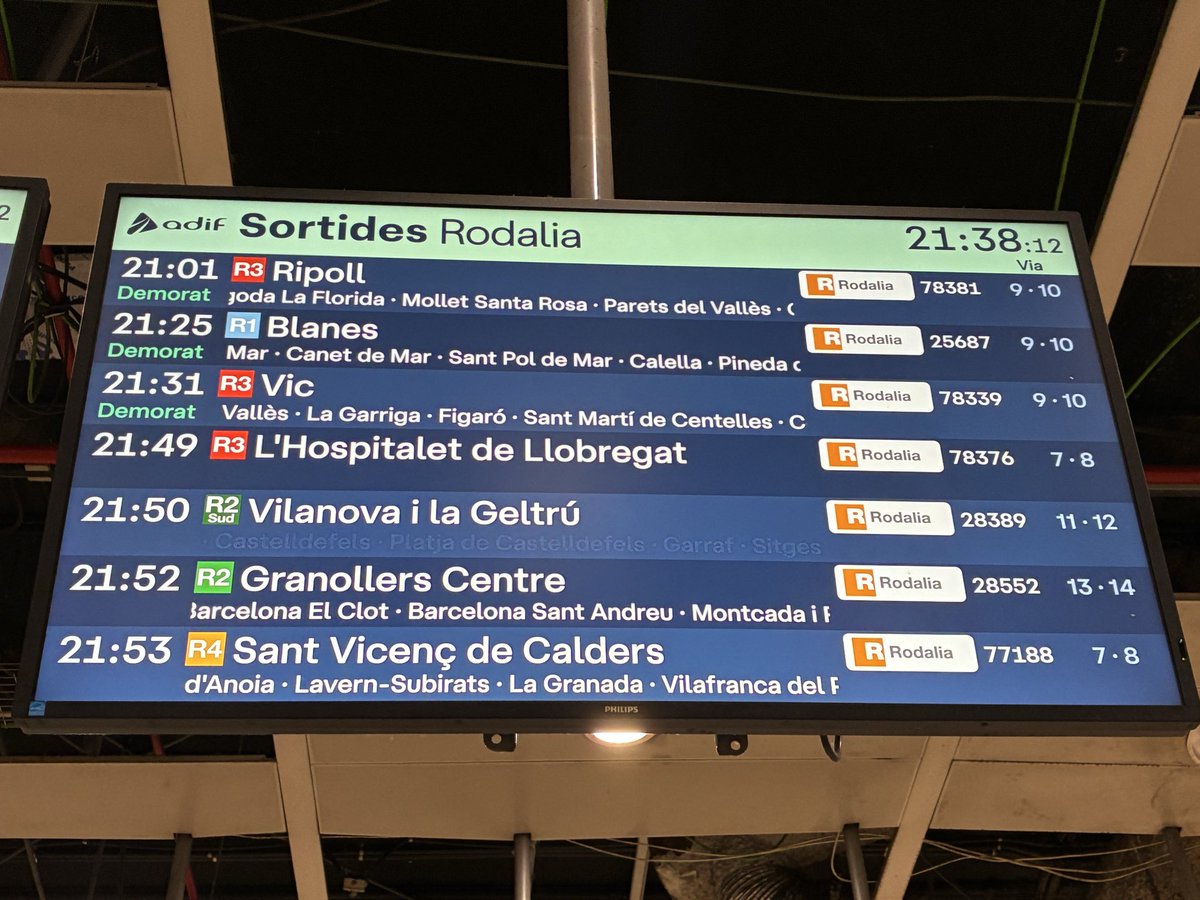 2
adif Sortides Rodalia 21:38:12
Via
21:01 R3 Ripoll R Rodalia 78381 9·10
Demorat goda La Florida · Mollet Santa Rosa · Parets del Vallès ·
21:25 R1 Blanes R Rodalia 25687 9·10
Demorat Mar · Canet de Mar · Sant Pol de Mar · Calella · Pineda
21:31 R3 Vic R Rodalia 78339 9·10
Demorat Vallès · La Garriga · Figaró · Sant Martí de Centelles · C
21:49 R3 L'Hospitalet de Llobregat R Rodalia 78376 7·8
21:50 R2 Sud Vilanova i la Geltrú R Rodalia 28389 11·12
Castelldefels · Platja de Castelldefels · Garraf · Sitges
21:52 R2 Granollers Centre R Rodalia 28552 13·14
Barcelona El Clot · Barcelona Sant Andreu · Montcada i
21:53 R4 Sant Vicenç de Calders R Rodalia 77188 7·8
d'Anoia · Lavern-Subirats · La Granada · Vilafranca del
PHILIPS